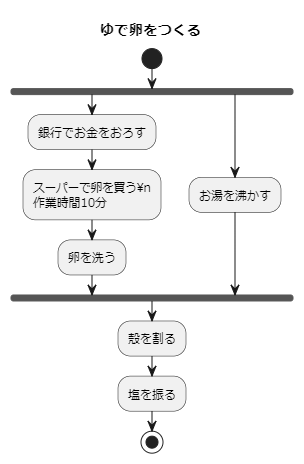 ゆで卵をつくる
銀行でお金をおろす
スーパーで卵を買う¥n
作業時間10分
お湯を沸かす
卵を洗う
殻を割る
塩を振る